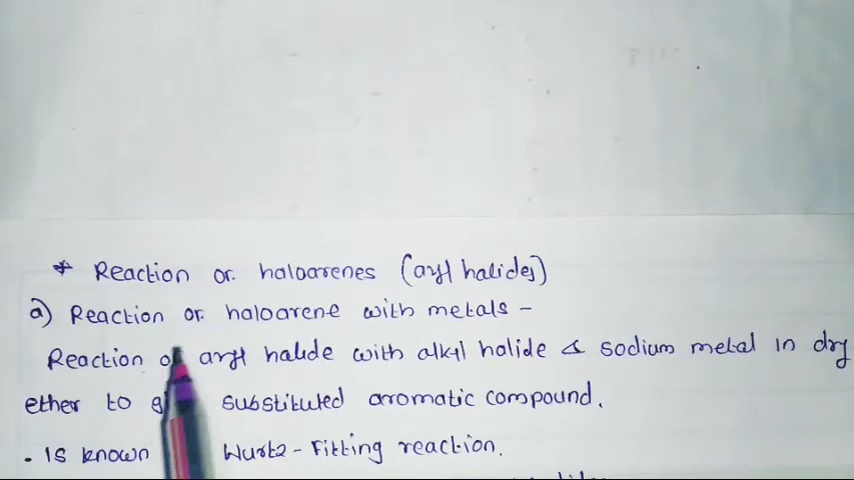 * Reaction of haloarenes (aryl halides)
a) Reaction of haloarene with metals -
Reaction of aryl halide with alkyl halide & sodium metal in dry
ether to substituted aromatic compound.
. Is known Wurtz - Fitting reaction.